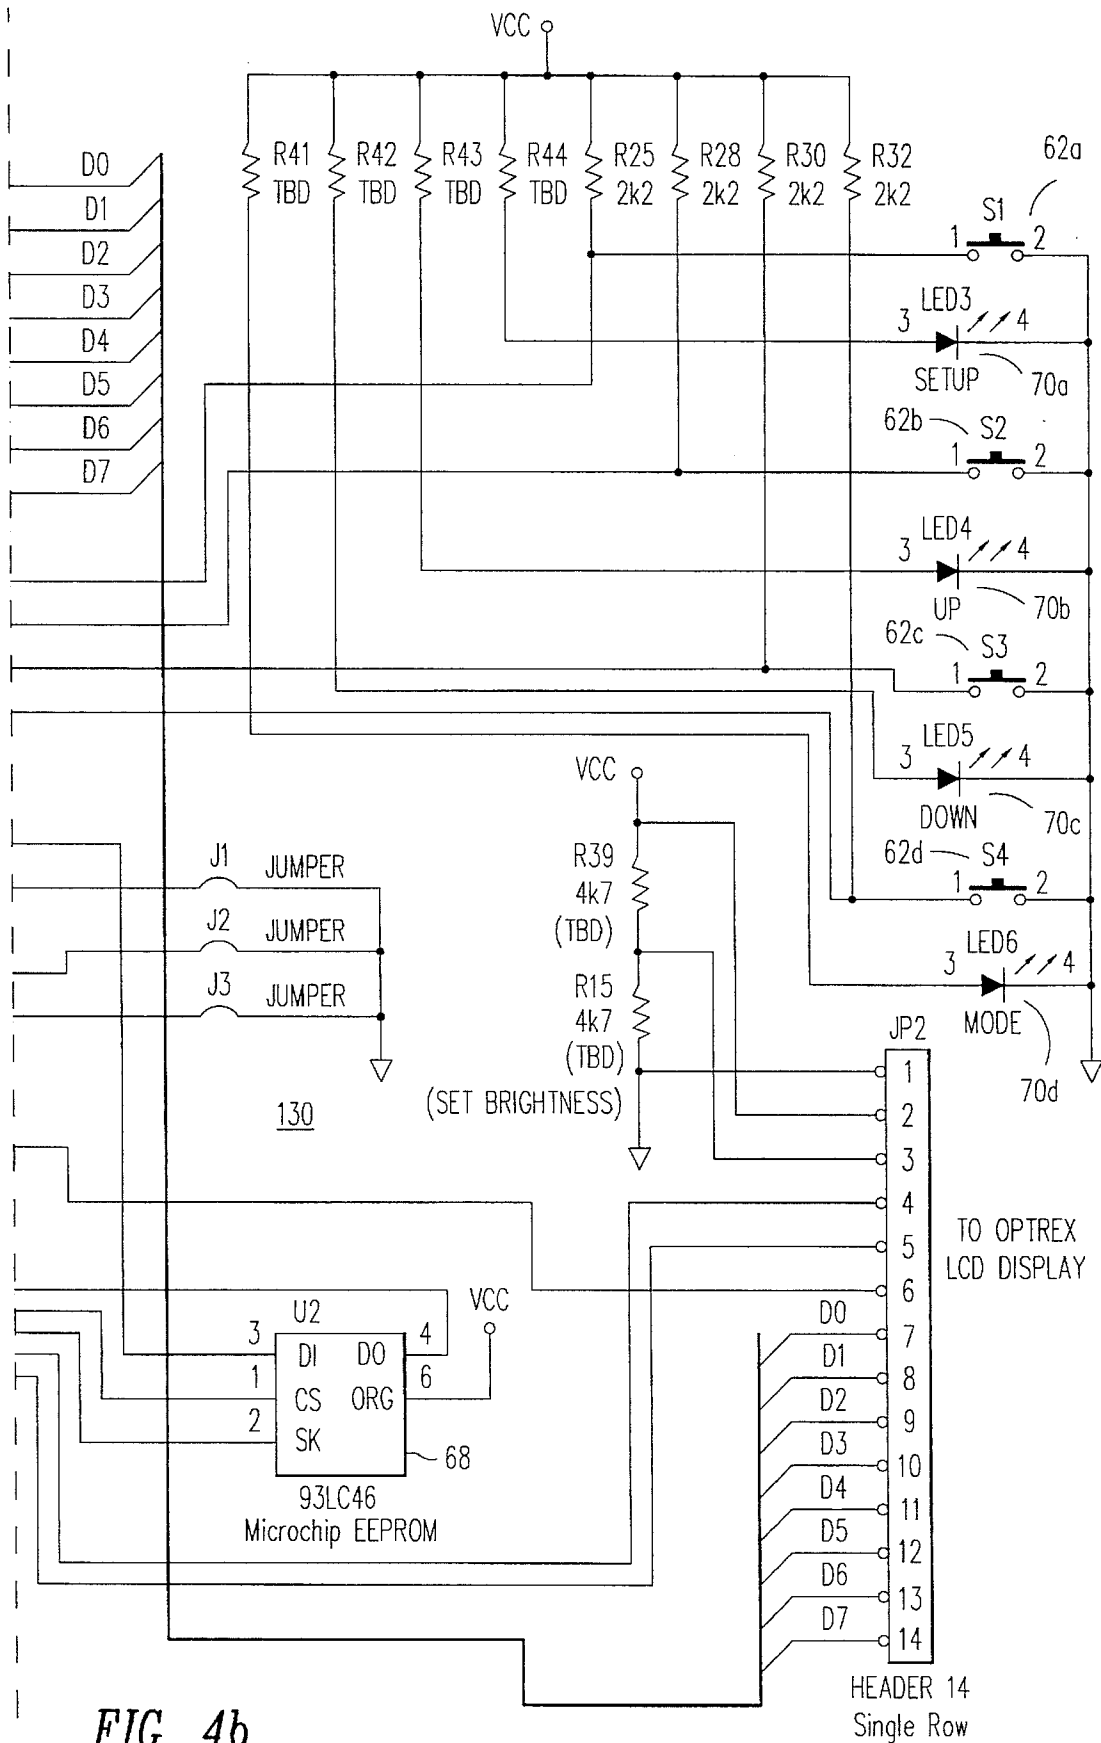 VCC
R41
TBD
R42
TBD
R43
TBD
R44
TBD
R25
2k2
R28
2k2
R30
2k2
R32
2k2
D0
D1
D2
D3
D4
D5
D6
D7
62a
S1
1 2
LED3
3 4
SETUP
70a
62b
S2
1 2
LED4
3 4
UP
70b
62c
S3
1 2
LED5
3 4
DOWN
70c
62d
S4
1 2
LED6
3 4
MODE
70d
J1 JUMPER
J2 JUMPER
J3 JUMPER
130
VCC
R39
4k7
(TBD)
R15
4k7
(TBD)
(SET BRIGHTNESS)
JP2
1
2
3
4
5
6
D0 7
D1 8
D2 9
D3 10
D4 11
D5 12
D6 13
D7 14
TO OPTREX
LCD DISPLAY
HEADER 14
Single Row
U2
VCC
3 DI DO 4
1 CS ORG 6
2 SK
68
93LC46
Microchip EEPROM
FIG. 4b